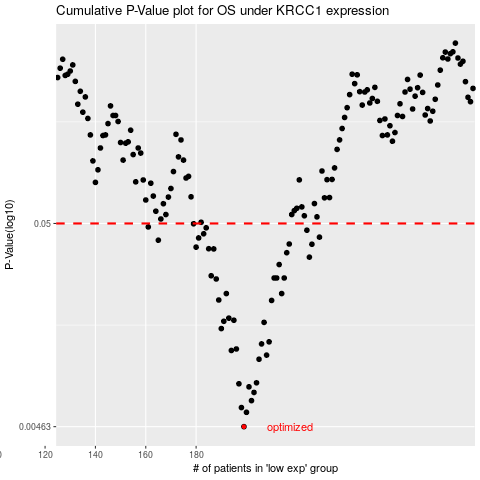 Cumulative P-Value plot for OS under KRCC1 expression
P-Value(log10)
0.05
0.00463
optimized
0 120 140 160 180
# of patients in 'low exp' group